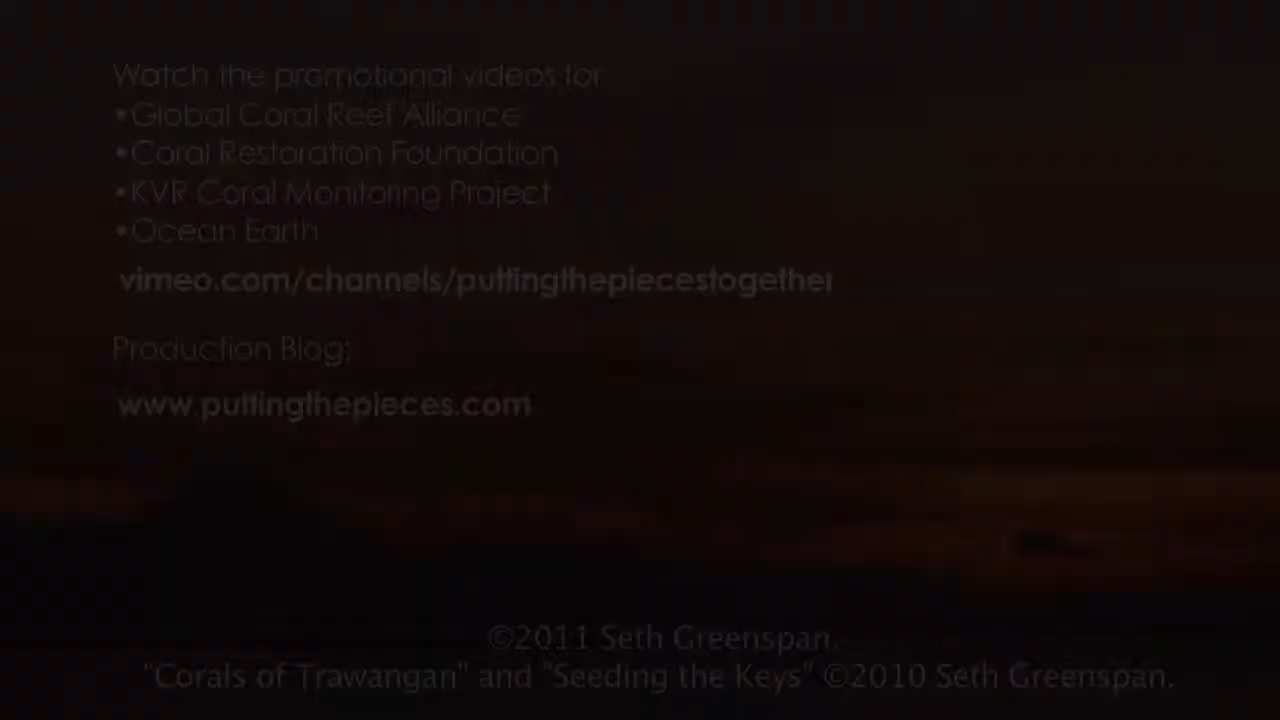 Watch the promotional videos for
•Global Coral Reef Alliance
•Coral Restoration Foundation
•KVR Coral Monitoring Project
•Ocean Earth
vimeo.com/channels/puttingthepiecestogether
Production Blog:
www.puttingthepieces.com
©2011 Seth Greenspan.
"Corals of Trawangan" and "Seeding the Keys" ©2010 Seth Greenspan.